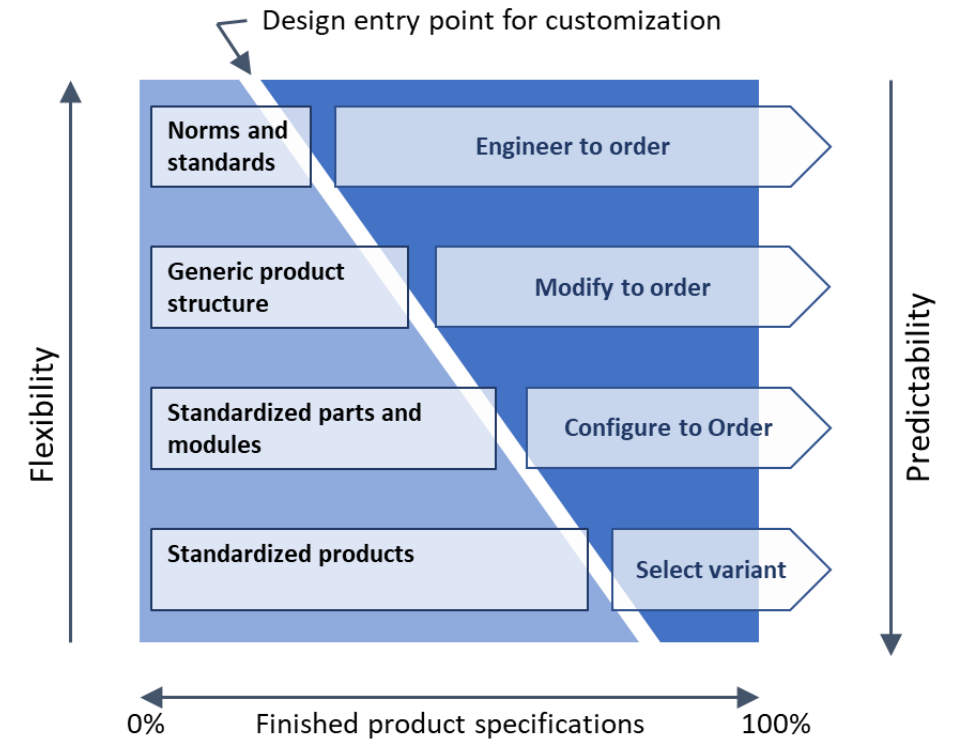 Design entry point for customization
Norms and
standards
Engineer to order
Generic product
structure
Modify to order
Standardized parts and
modules
Configure to Order
Standardized products
Select variant
Flexibility
Predictability
0%
Finished product specifications
100%